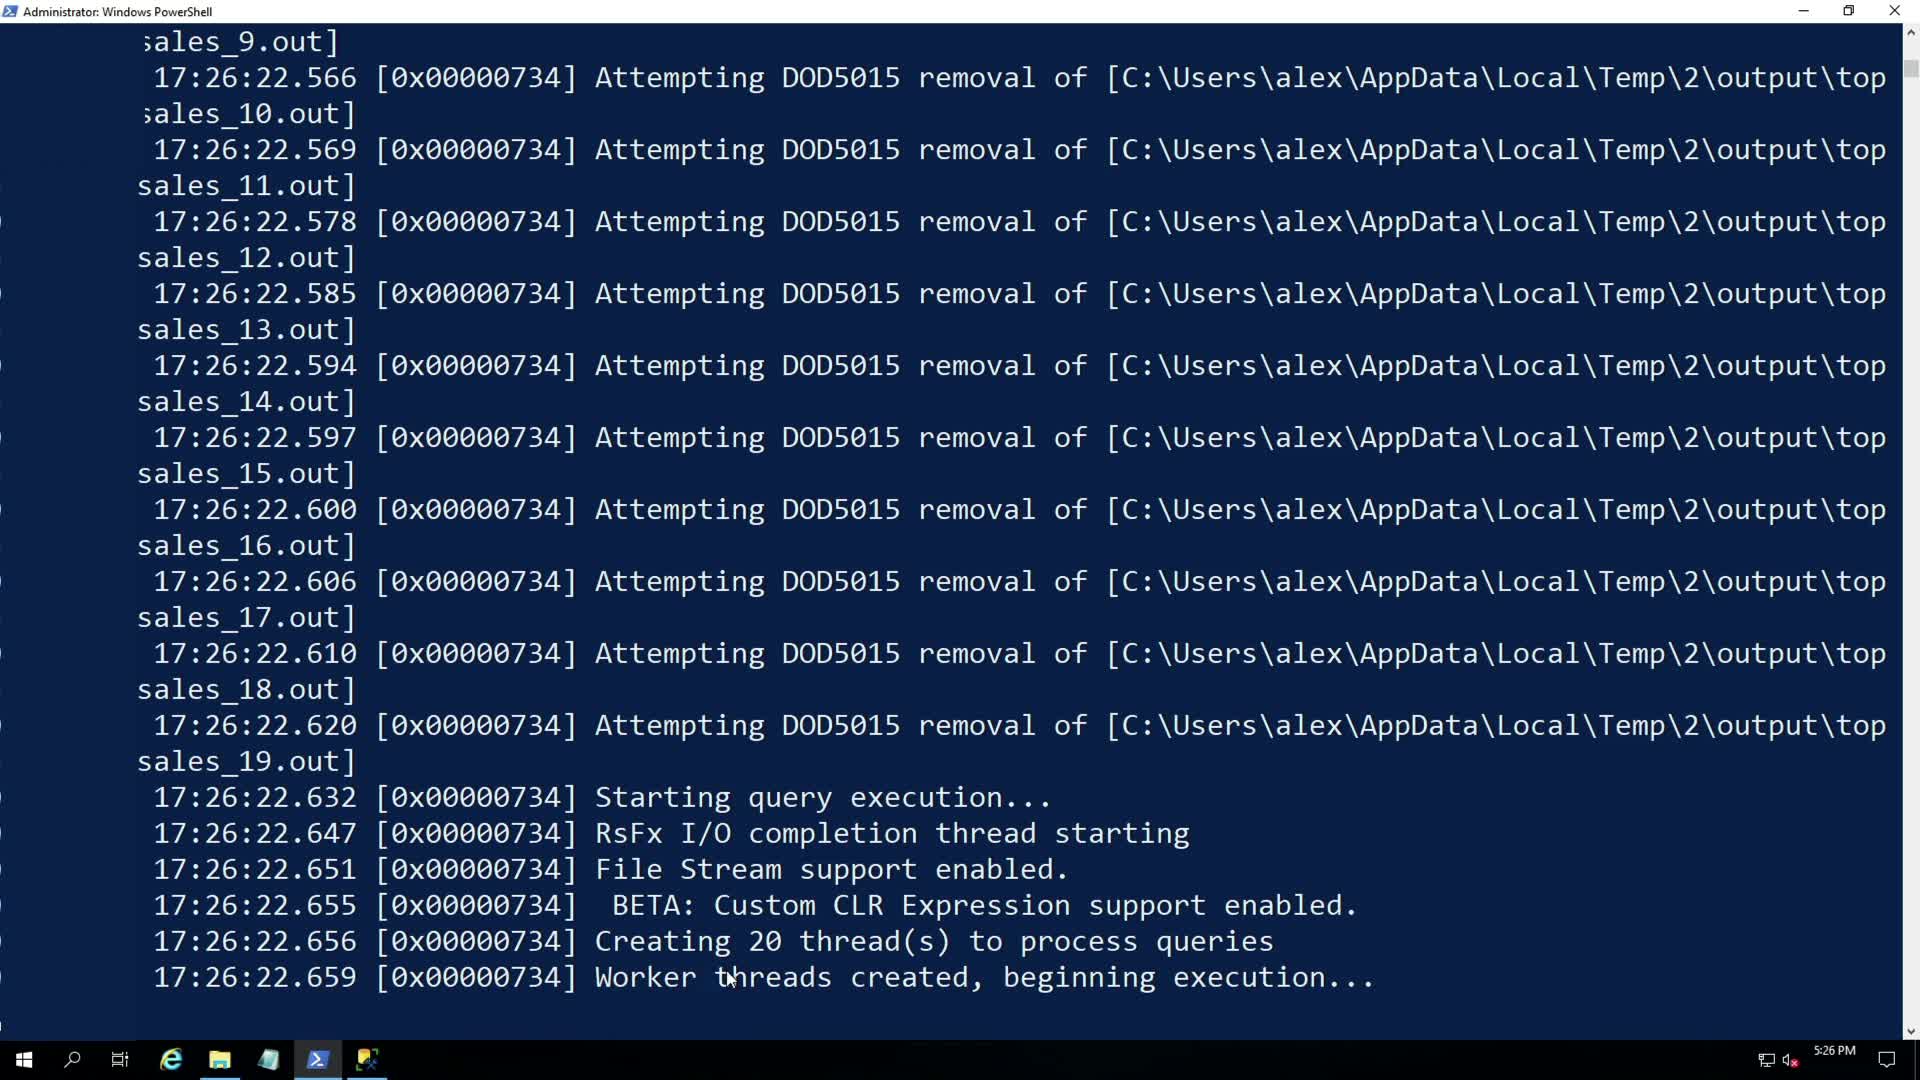 Administrator: Windows PowerShell
sales_9.out]
17:26:22.566 [0x00000734] Attempting DOD5015 removal of [C:\Users\alex\AppData\Local\Temp\2\output\top
sales_10.out]
17:26:22.569 [0x00000734] Attempting DOD5015 removal of [C:\Users\alex\AppData\Local\Temp\2\output\top
sales_11.out]
17:26:22.578 [0x00000734] Attempting DOD5015 removal of [C:\Users\alex\AppData\Local\Temp\2\output\top
sales_12.out]
17:26:22.585 [0x00000734] Attempting DOD5015 removal of [C:\Users\alex\AppData\Local\Temp\2\output\top
sales_13.out]
17:26:22.594 [0x00000734] Attempting DOD5015 removal of [C:\Users\alex\AppData\Local\Temp\2\output\top
sales_14.out]
17:26:22.597 [0x00000734] Attempting DOD5015 removal of [C:\Users\alex\AppData\Local\Temp\2\output\top
sales_15.out]
17:26:22.600 [0x00000734] Attempting DOD5015 removal of [C:\Users\alex\AppData\Local\Temp\2\output\top
sales_16.out]
17:26:22.606 [0x00000734] Attempting DOD5015 removal of [C:\Users\alex\AppData\Local\Temp\2\output\top
sales_17.out]
17:26:22.610 [0x00000734] Attempting DOD5015 removal of [C:\Users\alex\AppData\Local\Temp\2\output\top
sales_18.out]
17:26:22.620 [0x00000734] Attempting DOD5015 removal of [C:\Users\alex\AppData\Local\Temp\2\output\top
sales_19.out]
17:26:22.632 [0x00000734] Starting query execution...
17:26:22.647 [0x00000734] RsFx I/O completion thread starting
17:26:22.651 [0x00000734] File Stream support enabled.
17:26:22.655 [0x00000734]  BETA: Custom CLR Expression support enabled.
17:26:22.656 [0x00000734] Creating 20 thread(s) to process queries
17:26:22.659 [0x00000734] Worker threads created, beginning execution...
5:26 PM